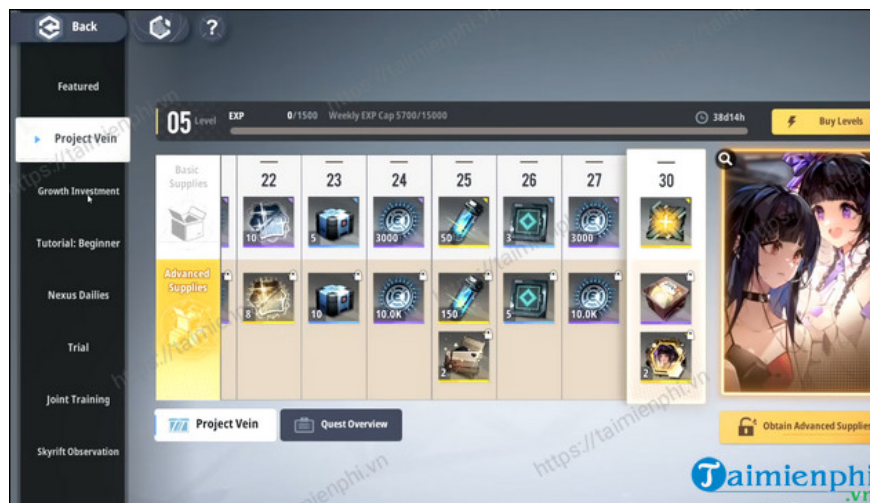 Back
?
Featured
Project Vein
Growth Investment
Tutorial: Beginner
Nexus Dailies
Trial
Joint Training
Skyrift Observation
05 Level EXP 0/1500 Weekly EXP Cap 5700/15000 38d14h
Buy Levels
Basic
Supplies
22 23 24 25 26 27 30
10 5 3000 50 3 3000
Advanced
Supplies
8 10 10.0K 150 5 10.0K
2 2
Project Vein
Quest Overview
Obtain Advanced Supplies
https://taimienphi.vn
Taimienphi
.vn